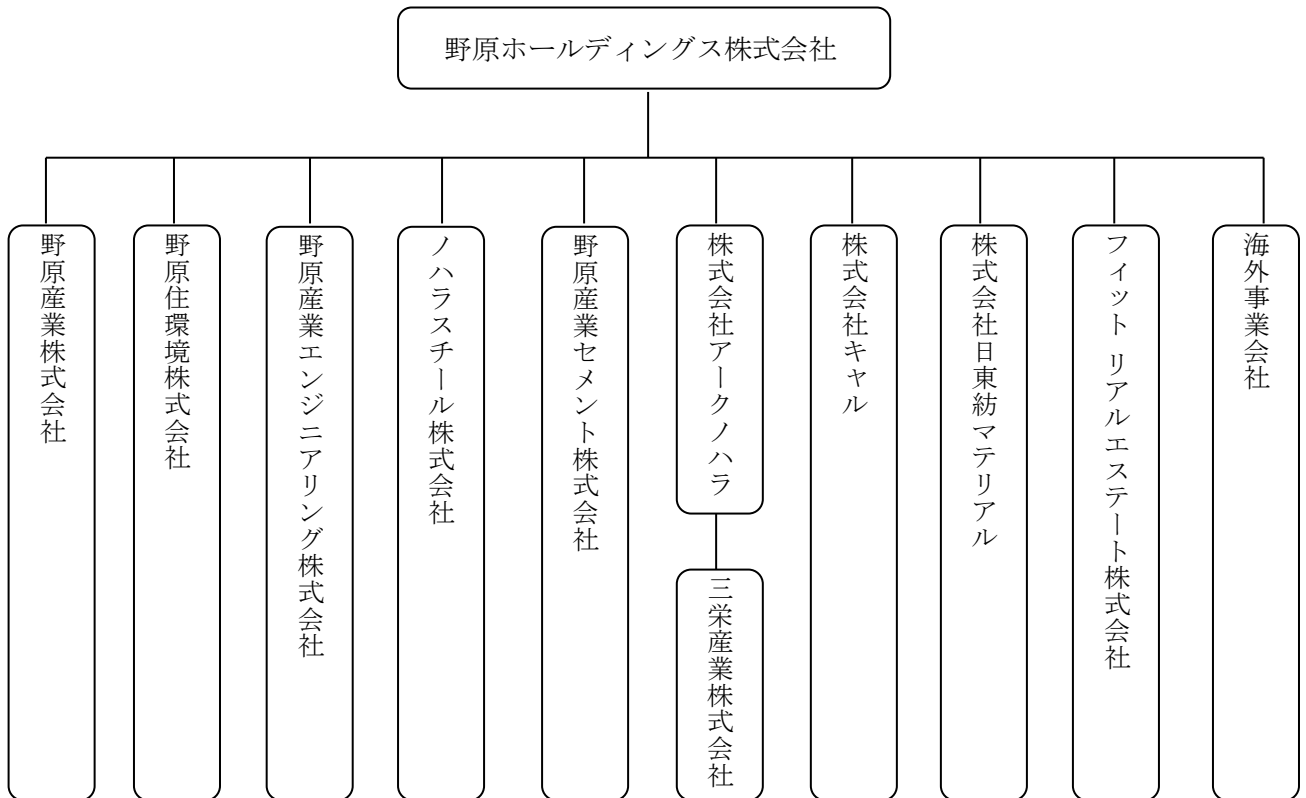 野原ホールディングス株式会社
野原産業株式会社
野原住環境株式会社
野原産業エンジニアリング株式会社
ノハラスチール株式会社
野原産業セメント株式会社
株式会社アークノハラ
三栄産業株式会社
株式会社キャル
株式会社日東紡マテリアル
フィット リアルエステート株式会社
海外事業会社